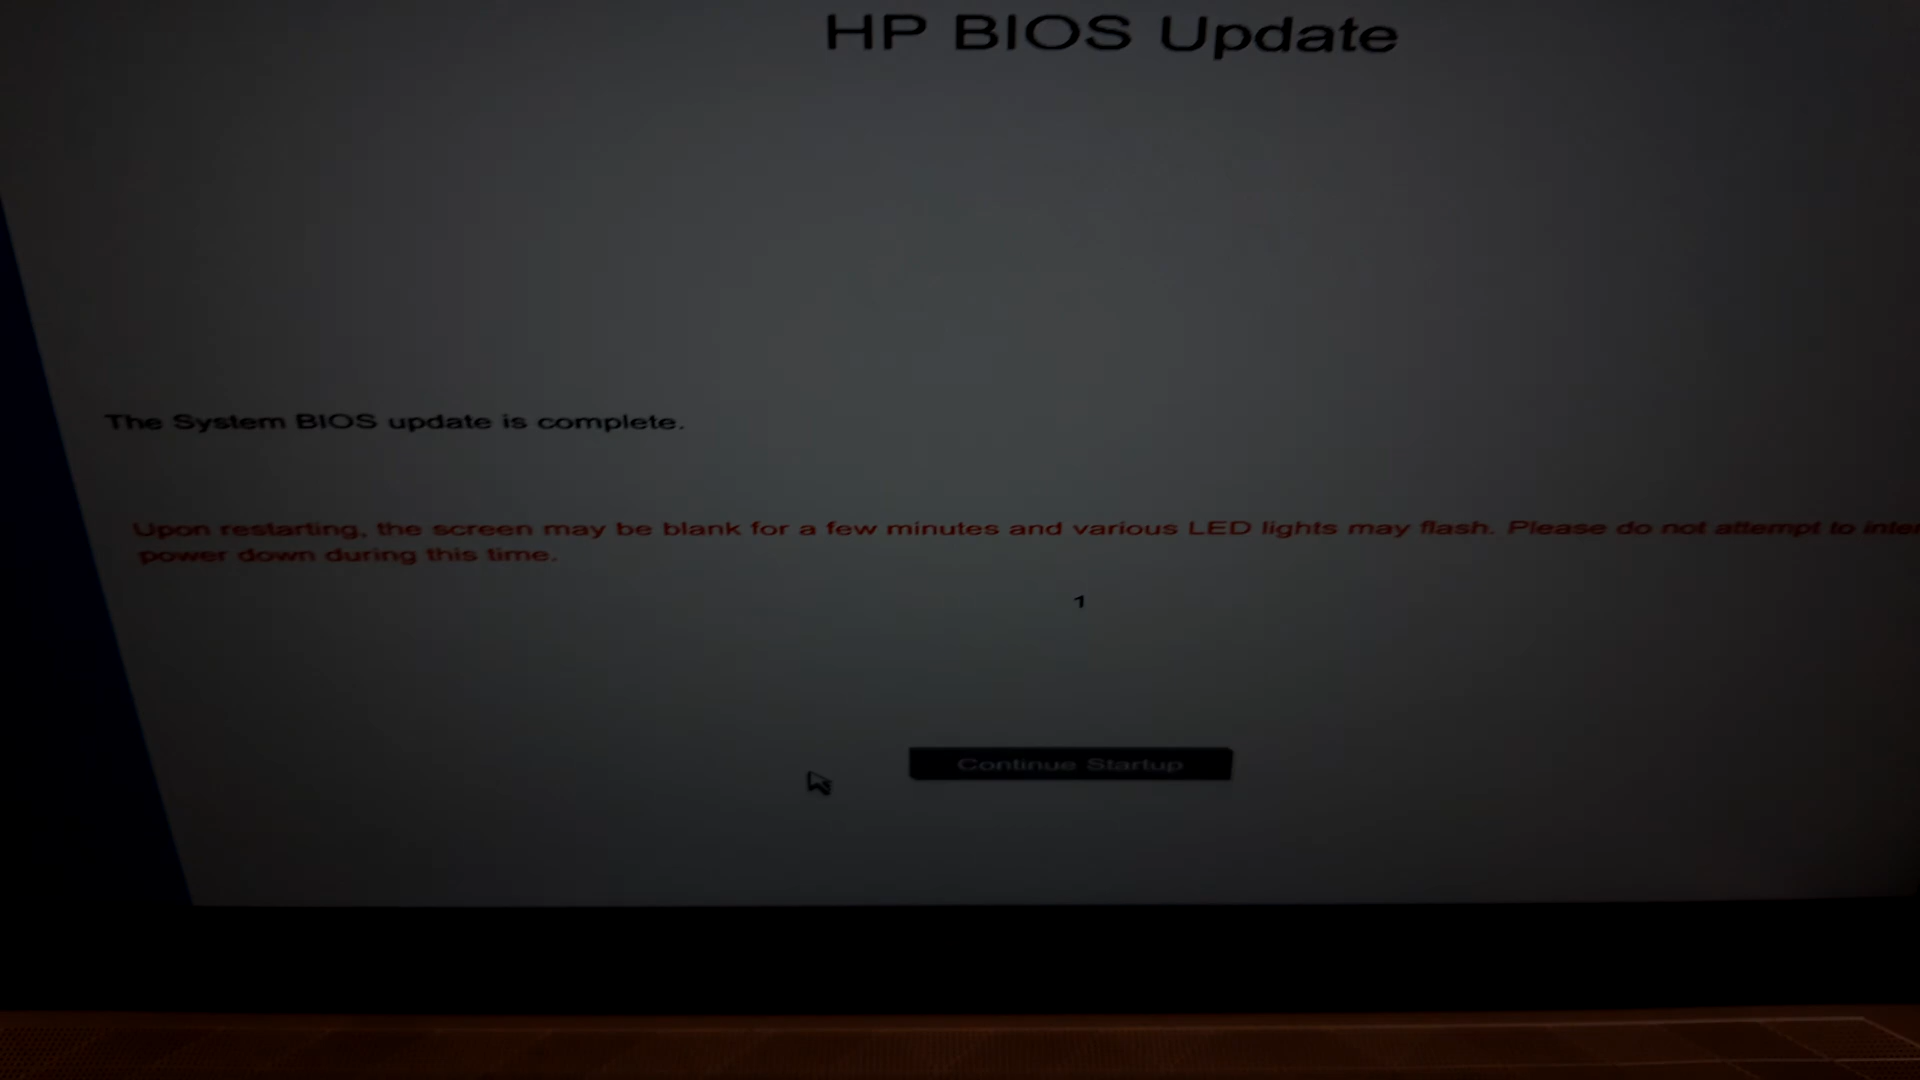 HP BIOS Update
The System BIOS update is complete.
Upon restarting, the screen may be blank for a few minutes and various LED lights may flash. Please do not attempt to
power down during this time.
1
Continue Startup